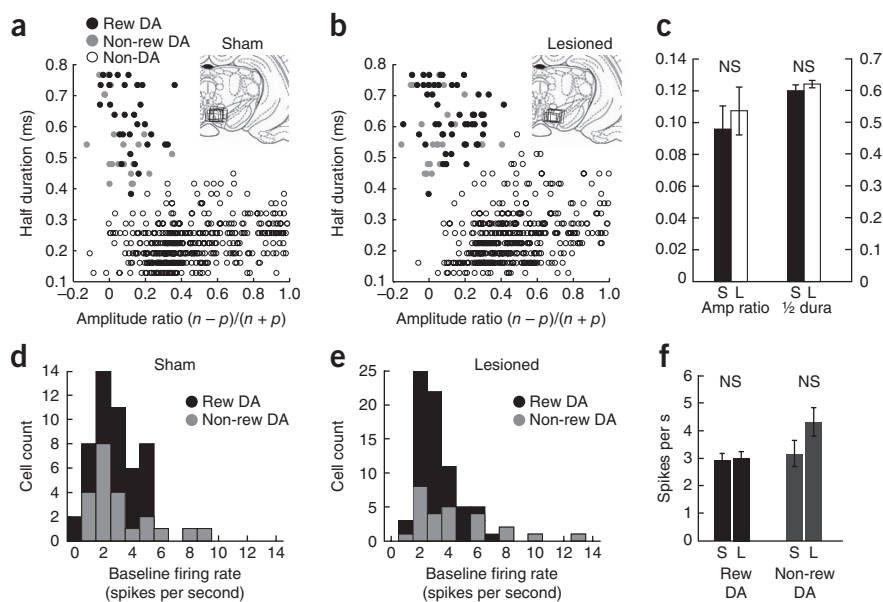 a
Rew DA
Non-rew DA
Non-DA
Sham
Half duration (ms)
0.8
0.7
0.6
0.5
0.4
0.3
0.2
0.1
–0.2 0 0.2 0.4 0.6 0.8 1.0
Amplitude ratio (n – p)/(n + p)
b
Lesioned
Half duration (ms)
0.8
0.7
0.6
0.5
0.4
0.3
0.2
0.1
–0.2 0 0.2 0.4 0.6 0.8 1.0
Amplitude ratio (n – p)/(n + p)
c
0.14
0.12
0.10
0.08
0.06
0.04
0.02
0
NS NS
0.7
0.6
0.5
0.4
0.3
0.2
0.1
0
S L S L
Amp ratio ½ dura
d
Sham
Rew DA
Non-rew DA
Cell count
14
12
10
8
6
4
2
0
0 2 4 6 8 10 12 14
Baseline firing rate
(spikes per second)
e
Lesioned
Rew DA
Non-rew DA
Cell count
25
20
15
10
5
0
0 2 4 6 8 10 12 14
Baseline firing rate
(spikes per second)
f
NS NS
Spikes per s
6
5
4
3
2
1
0
S L S L
Rew Non-rew
DA DA